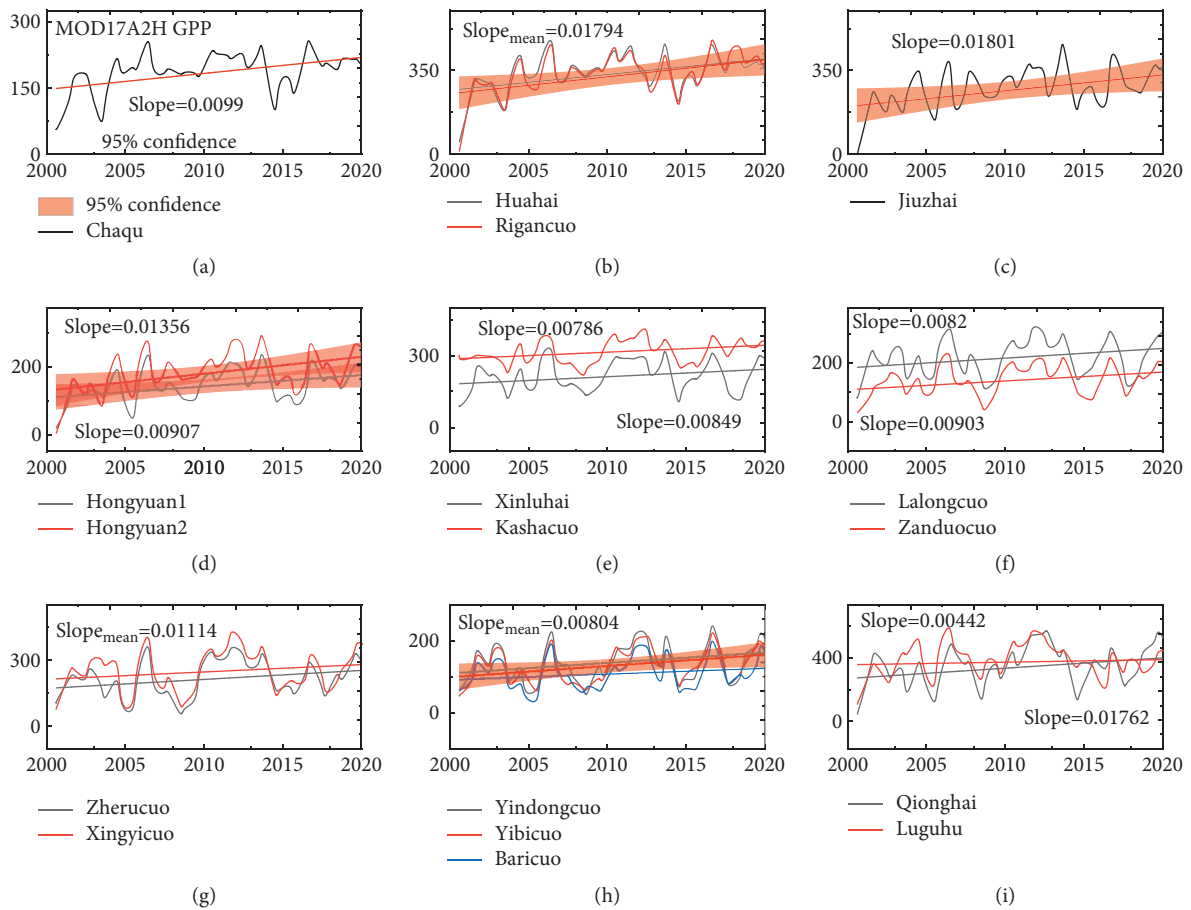 300
MOD17A2H GPP
150
Slope=0.0099
95% confidence
0
2000 2005 2010 2015 2020
95% confidence
Chaqu
(a)
Slopemean=0.01794
350
0
2000 2005 2010 2015 2020
Huahai
Rigancuo
(b)
Slope=0.01801
350
0
2000 2005 2010 2015 2020
Jiuzhai
(c)
Slope=0.01356
200
Slope=0.00907
0
2000 2005 2010 2015 2020
Hongyuan1
Hongyuan2
(d)
Slope=0.00786
300
Slope=0.00849
0
2000 2005 2010 2015 2020
Xinluhai
Kashacuo
(e)
Slope=0.0082
200
Slope=0.00903
0
2000 2005 2010 2015 2020
Lalongcuo
Zanduocuo
(f)
Slopemean=0.01114
300
0
2000 2005 2010 2015 2020
Zherucuo
Xingyicuo
(g)
Slopemean=0.00804
200
0
2000 2005 2010 2015 2020
Yindongcuo
Yibicuo
Baricuo
(h)
Slope=0.00442
400
Slope=0.01762
0
2000 2005 2010 2015 2020
Qionghai
Luguhu
(i)